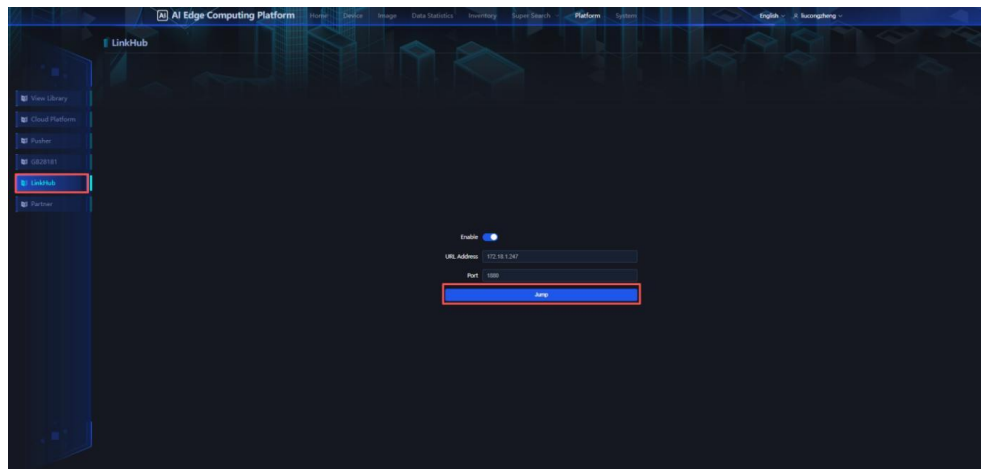 AI AI Edge Computing Platform Home Device Image Data Statistics Inventory Super Search Platform System English liucongzheng
LinkHub
View Library
Cloud Platform
Pusher
GB28181
LinkHub
Partner
Enable
URL Address 172.18.1.247
Port
Jump